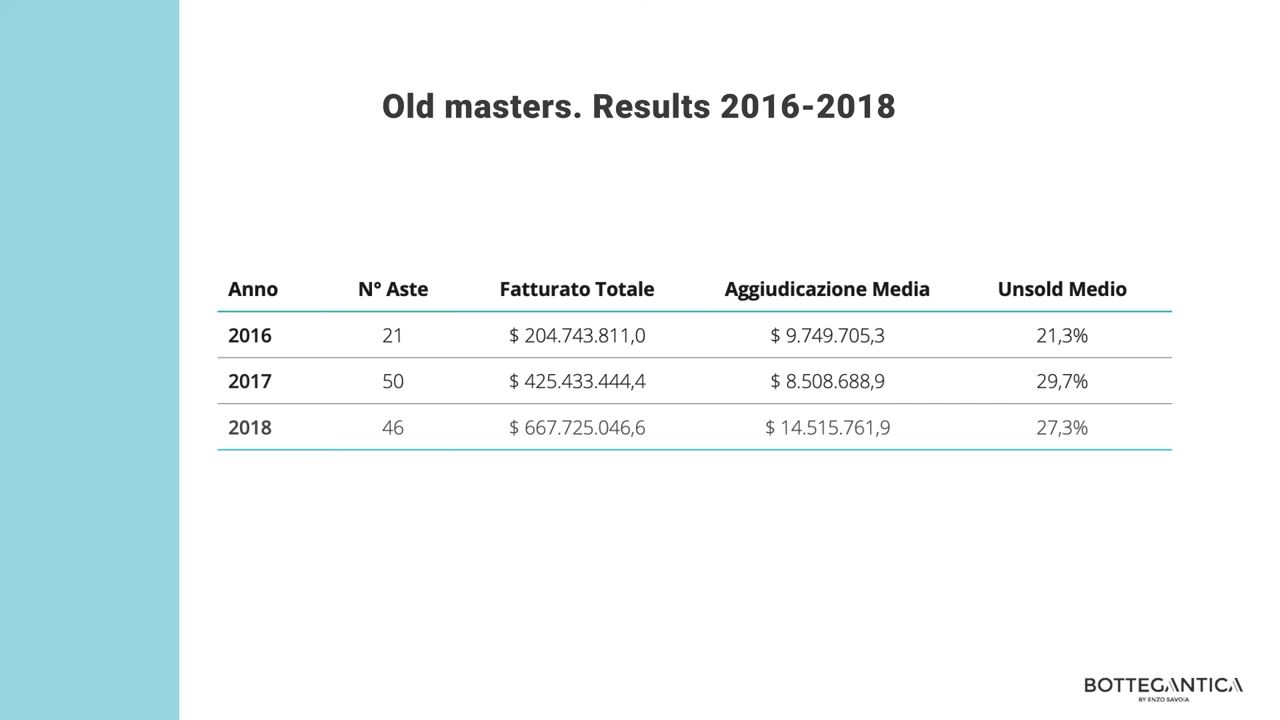 Old masters. Results 2016-2018
Anno N° Aste Fatturato Totale Aggiudicazione Media Unsold Medio
2016 21 $ 204.743.811,0 $ 9.749.705,3 21,3%
2017 50 $ 425.433.444,4 $ 8.508.688,9 29,7%
2018 46 $ 667.725.046,6 $ 14.515.761,9 27,3%
BOTTEGANTICA
BY ENZO SAVOIA